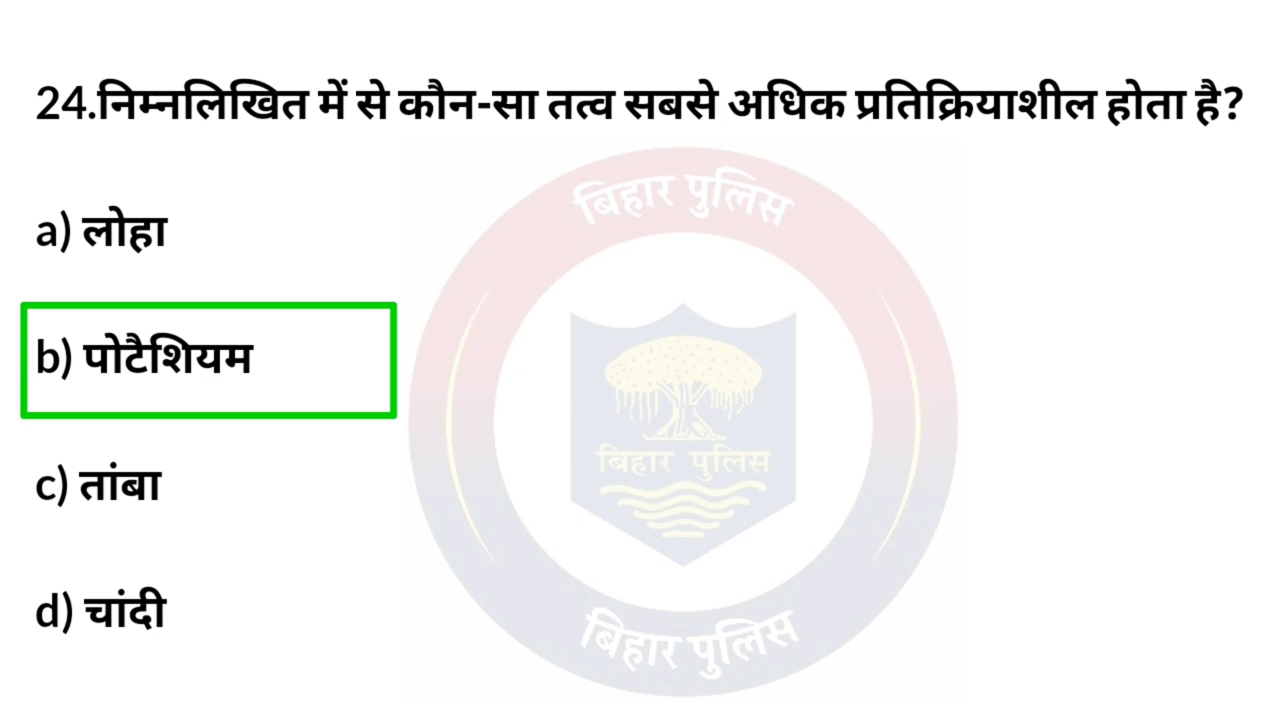 24.निम्नलिखित में से कौन-सा तत्व सबसे अधिक प्रतिक्रियाशील होता है?
बिहार पुलिस
a) लोहा
b) पोटैशियम
बिहार पुलिस
c) तांबा
d) चांदी
बिहार पुलिस